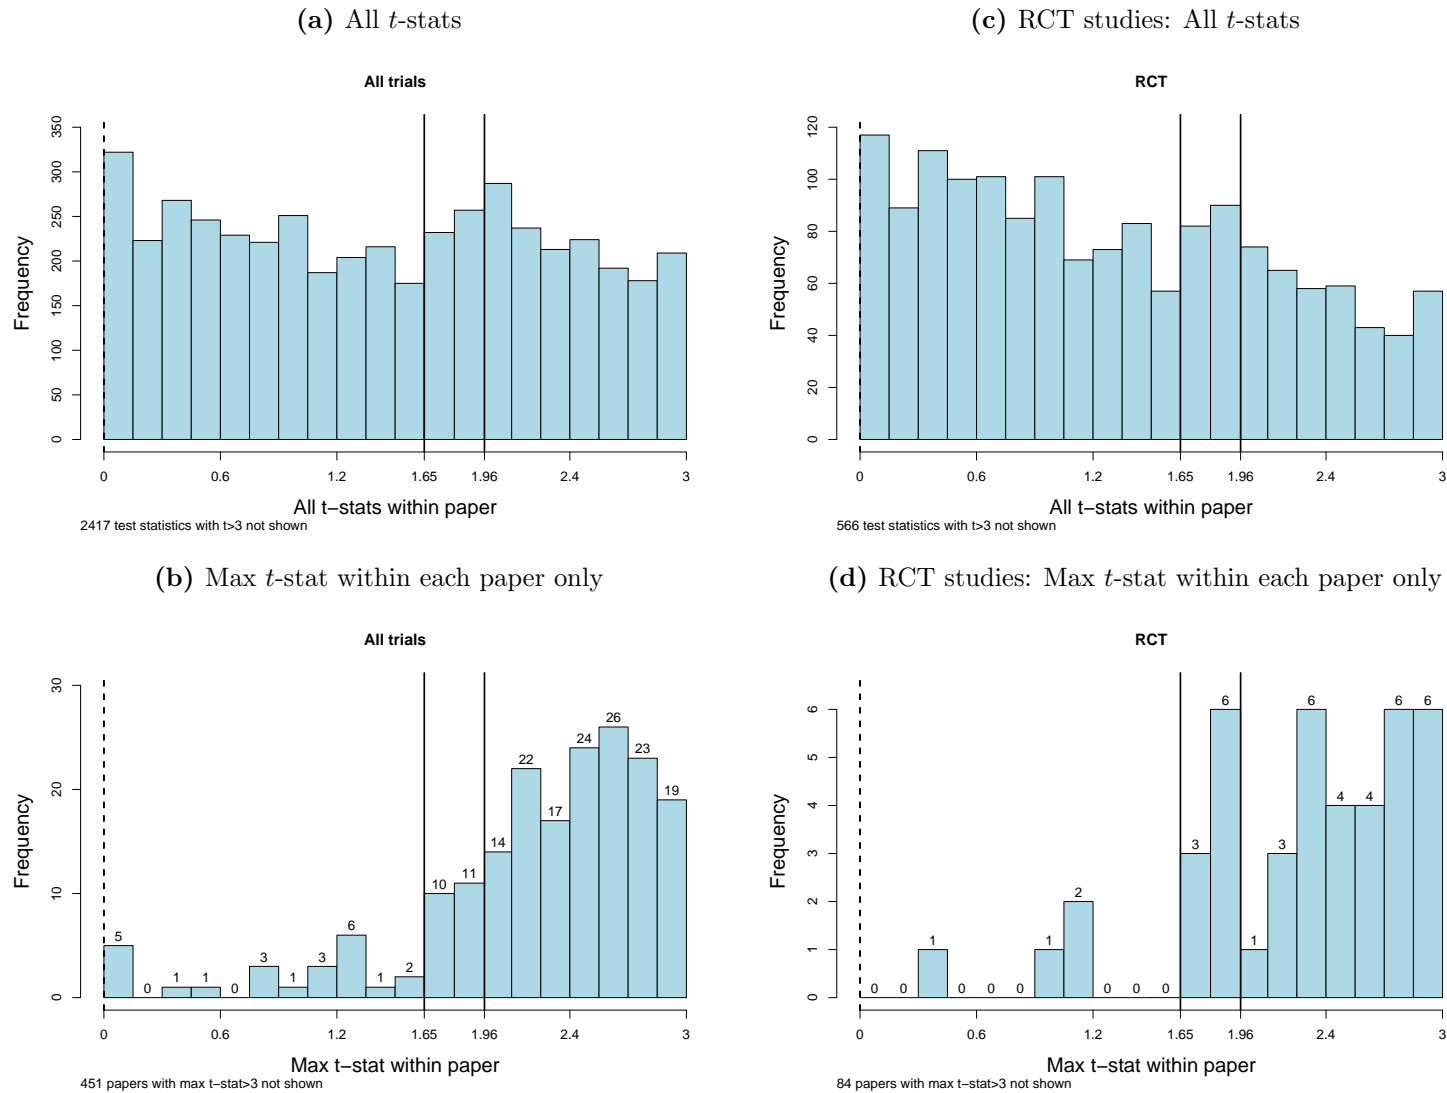 (a) All t-stats
All trials
Frequency
0 50 100 150 200 250 300 350
0 0.6 1.2 1.65 1.96 2.4 3
All t−stats within paper
2417 test statistics with t>3 not shown
(c) RCT studies: All t-stats
RCT
Frequency
0 20 40 60 80 100 120
0 0.6 1.2 1.65 1.96 2.4 3
All t−stats within paper
566 test statistics with t>3 not shown
(b) Max t-stat within each paper only
All trials
Frequency
0 10 20 30
5 0 1 1 0 3 1 3 6 1 2 10 11 14 22 17 24 26 23 19
0 0.6 1.2 1.65 1.96 2.4 3
Max t−stat within paper
451 papers with max t−stat>3 not shown
(d) RCT studies: Max t-stat within each paper only
RCT
Frequency
0 1 2 3 4 5 6
0 0 1 0 0 0 1 2 0 0 0 3 6 1 3 6 4 4 6 6
0 0.6 1.2 1.65 1.96 2.4 3
Max t−stat within paper
84 papers with max t−stat>3 not shown